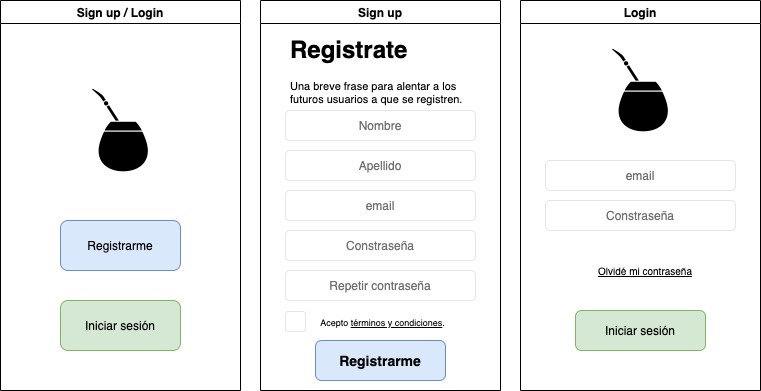 Sign up / Login
Registrarme
Iniciar sesión
Sign up
Registrate
Una breve frase para alentar a los
futuros usuarios a que se registren.
Nombre
Apellido
email
Constraseña
Repetir contraseña
Acepto términos y condiciones.
Registrarme
Login
email
Constraseña
Olvidé mi contraseña
Iniciar sesión